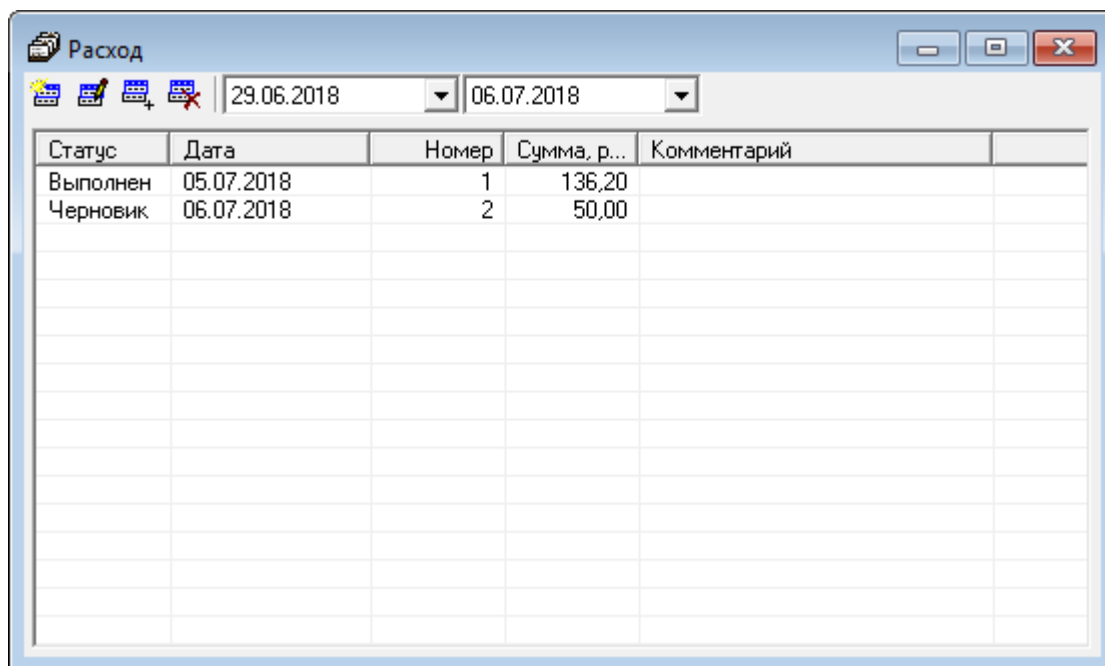 Расход
29.06.2018 06.07.2018
Статус Дата Номер Сумма, р... Комментарий
Выполнен 05.07.2018 1 136,20
Черновик 06.07.2018 2 50,00